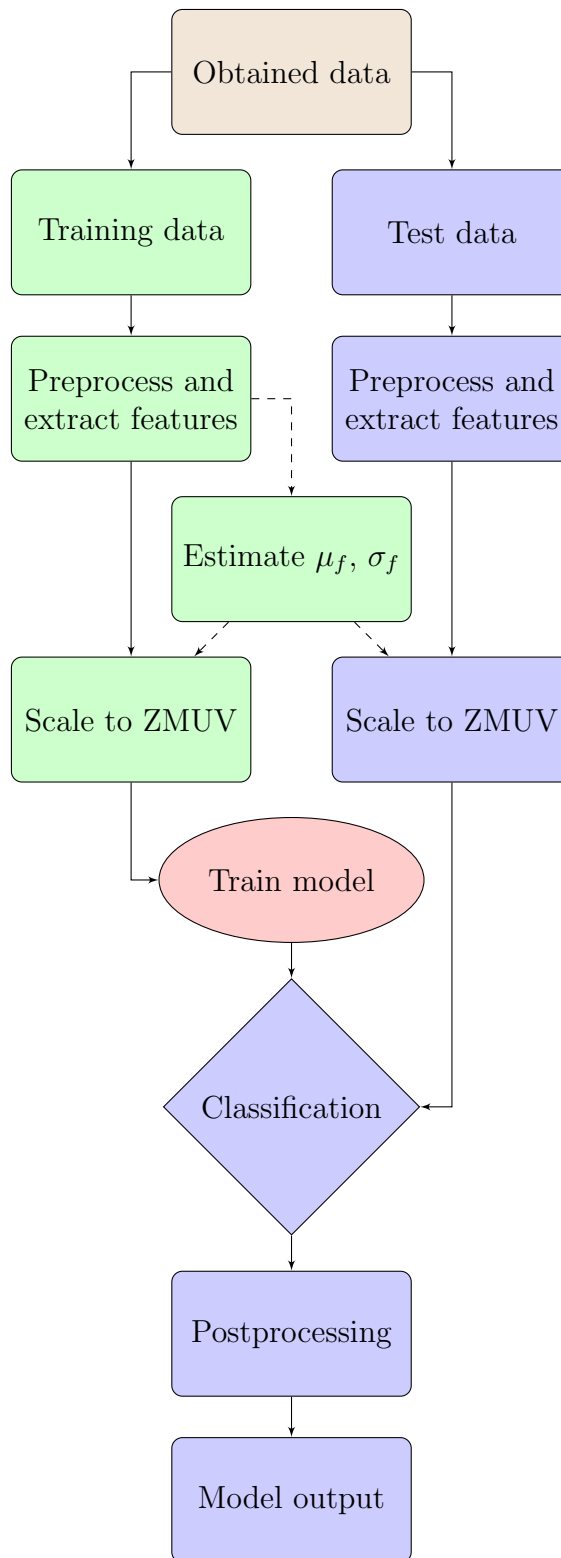 Obtained data
Training data
Test data
Preprocess and
extract features
Preprocess and
extract features
Estimate μ_f, σ_f
Scale to ZMUV
Scale to ZMUV
Train model
Classification
Postprocessing
Model output